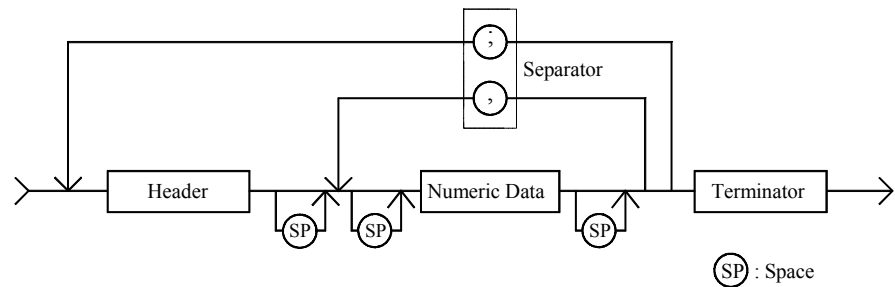 ;
Separator
,
Header
Numeric Data
Terminator
SP
SP
SP
SP : Space